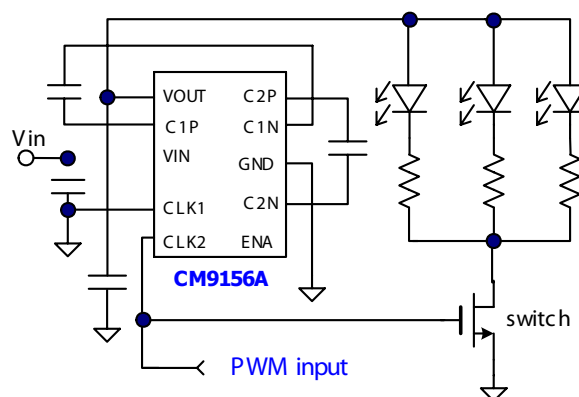 VOUT
C2P
C1P
C1N
Vin
VIN
GND
CLK1
C2N
CLK2
ENA
CM9156A
switch
PWM input